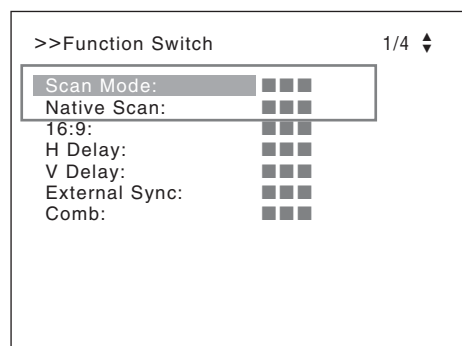 >>Function Switch 1/4
Scan Mode: ■■■
Native Scan: ■■■
16:9: ■■■
H Delay: ■■■
V Delay: ■■■
External Sync: ■■■
Comb: ■■■